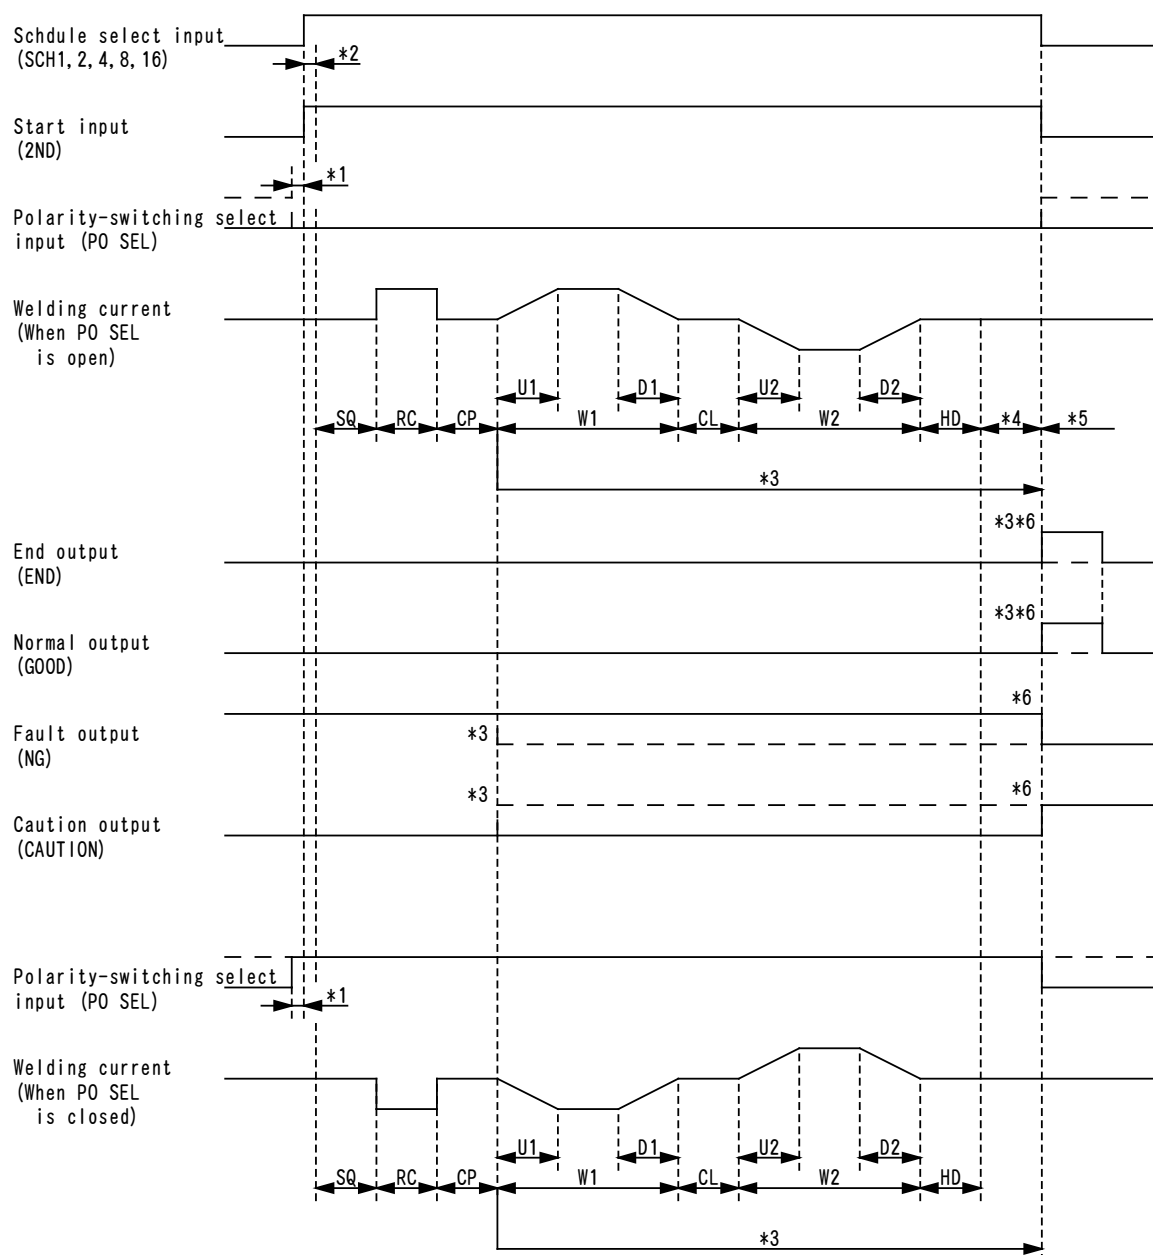 Schdule select input
(SCH1,2,4,8,16)
*2
Start input
(2ND)
*1
Polarity-switching select
input (PO SEL)
Welding current
(When PO SEL
is open)
U1 D1 U2 D2
SQ RC CP W1 CL W2 HD *4 *5
*3
*3*6
End output
(END)
*3*6
Normal output
(GOOD)
*6
Fault output
(NG)
*3
*3 *6
Caution output
(CAUTION)
Polarity-switching select
input (PO SEL)
*1
Welding current
(When PO SEL
is closed)
U1 D1 U2 D2
SQ RC CP W1 CL W2 HD
*3